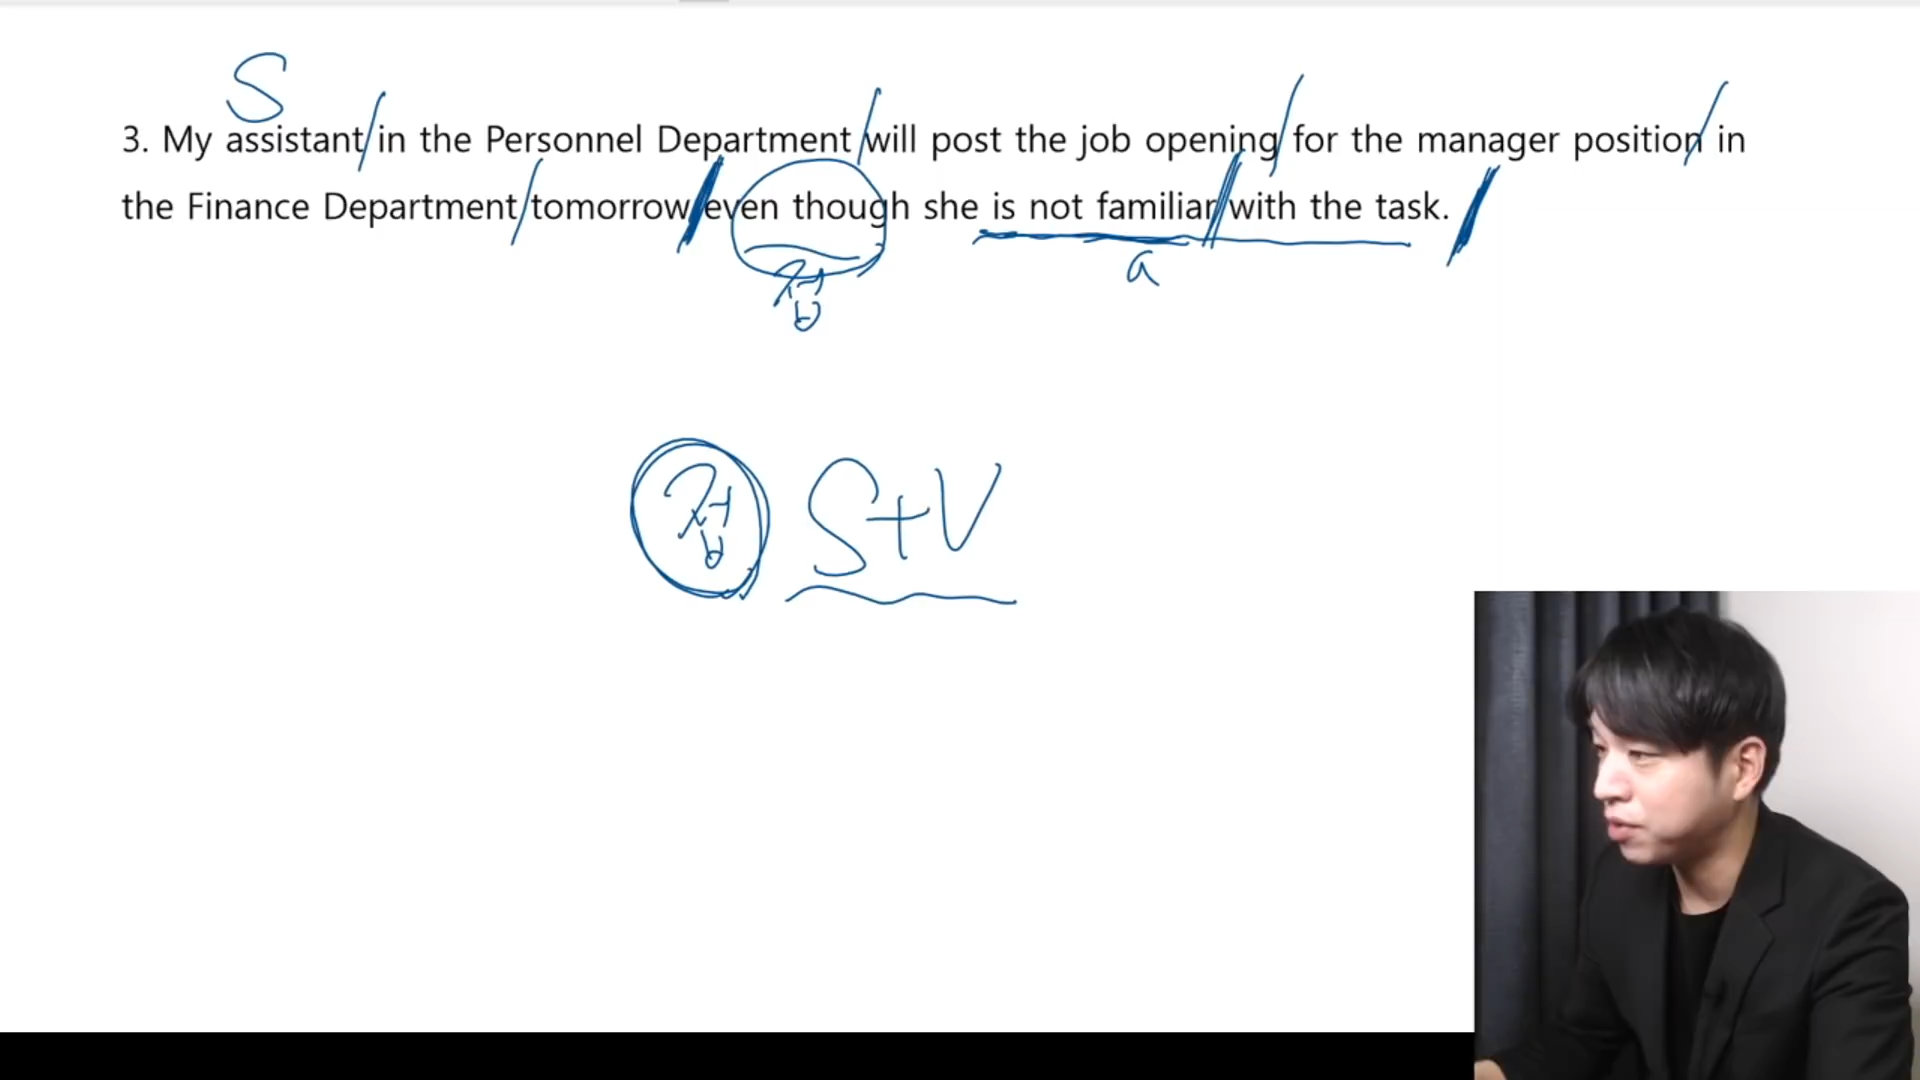 S
3. My assistant/in the Personnel Department/will post the job opening/for the manager position/in
the Finance Department/tomorrow/even though she is not familiar//with the task./
접 a
접 S+V